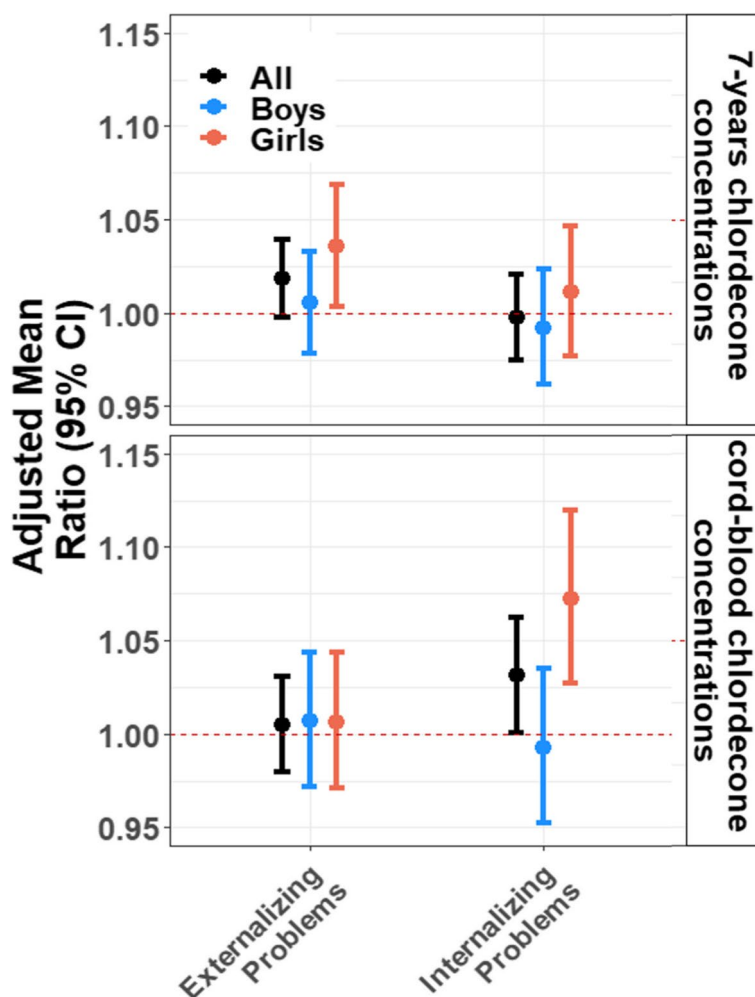 Adjusted Mean
Ratio (95% CI)
1.15
1.10
1.05
1.00
0.95
All
Boys
Girls
7-years chlordecone
concentrations
1.15
1.10
1.05
1.00
0.95
cord-blood chlordecone
concentrations
Externalizing
Problems
Internalizing
Problems